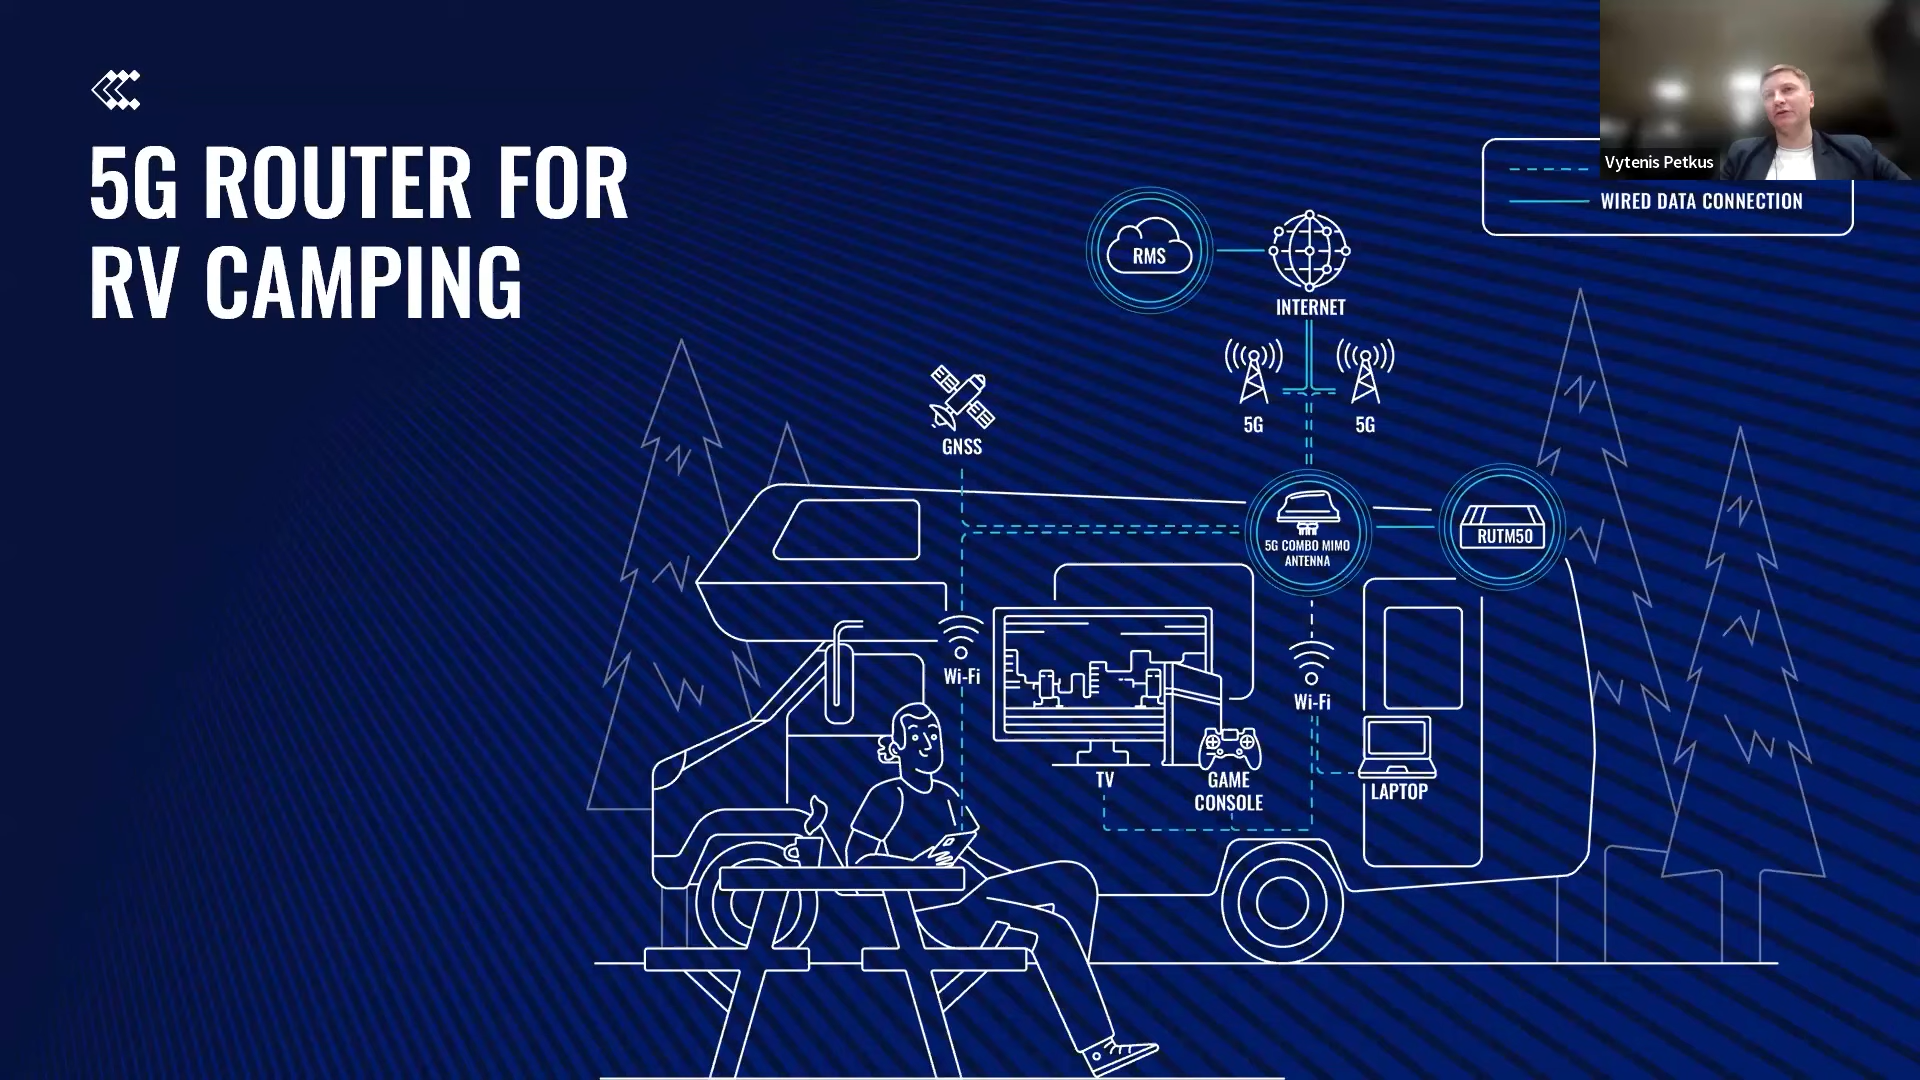 5G ROUTER FOR
RV CAMPING
Vytenis Petkus
WIRED DATA CONNECTION
RMS
INTERNET
5G
5G
GNSS
5G COMBO MIMO
ANTENNA
RUTM50
Wi-Fi
Wi-Fi
TV
GAME
CONSOLE
LAPTOP